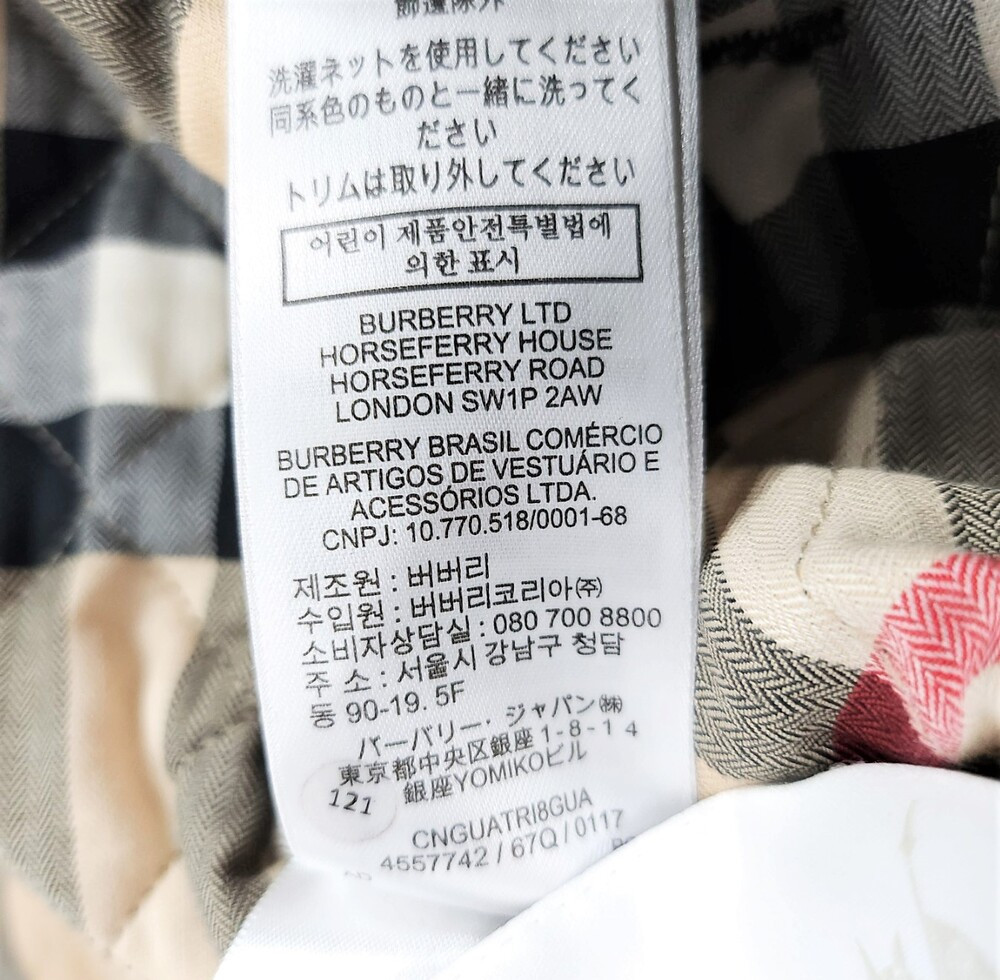 飾邊除外
洗濯ネットを使用してください
同系色のものと一緒に洗ってく
ださい
トリムは取り外してください
어린이 제품안전특별법에
의한 표시
BURBERRY LTD
HORSEFERRY HOUSE
HORSEFERRY ROAD
LONDON SW1P 2AW
BURBERRY BRASIL COMÉRCIO
DE ARTIGOS DE VESTUÁRIO E
ACESSÓRIOS LTDA.
CNPJ: 10.770.518/0001-68
제조원 : 버버리
수입원 : 버버리코리아㈜
소비자상담실 : 080 700 8800
주 소 : 서울시 강남구 청담
동 90-19. 5F
バーバリー・ジャパン㈱
東京都中央区銀座1-8-14
銀座YOMIKOビル
121
CNGUATRI8GUA
4557742 / 67Q / 0117